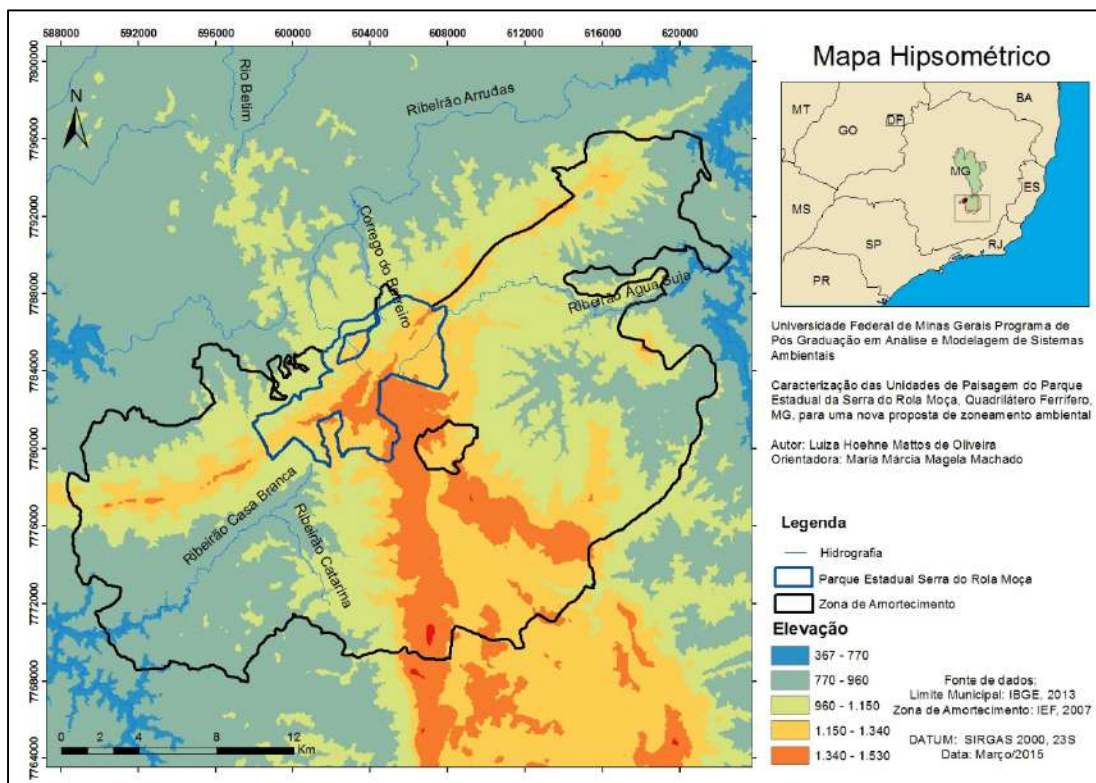 588000 592000 596000 600000 604000 608000 612000 616000 620000
7800000
7796000
7792000
7788000
7784000
7780000
7776000
7772000
7768000
7764000
N
Rio Betim
Ribeirão Arrudas
Corrego do Barreiro
Ribeirão Agua Suja
Ribeirão Casa Branca
Ribeirão Catarina
0 4 8 12
Km
Mapa Hipsométrico
MT
GO
DF
BA
MG
ES
MS
SP
RJ
PR
Universidade Federal de Minas Gerais Programa de
Pós Graduação em Análise e Modelagem de Sistemas
Ambientais
Caracterização das Unidades de Paisagem do Parque
Estadual da Serra do Rola Moça, Quadrilátero Ferrífero,
MG, para uma nova proposta de zoneamento ambiental
Autor: Luiza Hoehne Mattos de Oliveira
Orientadora: Maria Márcia Magela Machado
Legenda
Hidrografia
Parque Estadual Serra do Rola Moça
Zona de Amortecimento
Elevação
367 - 770
770 - 960
960 - 1.150
1.150 - 1.340
1.340 - 1.530
Fonte de dados:
Limite Municipal: IBGE, 2013
Zona de Amortecimento: IEF, 2007
DATUM: SIRGAS 2000, 23S
Data: Março/2015